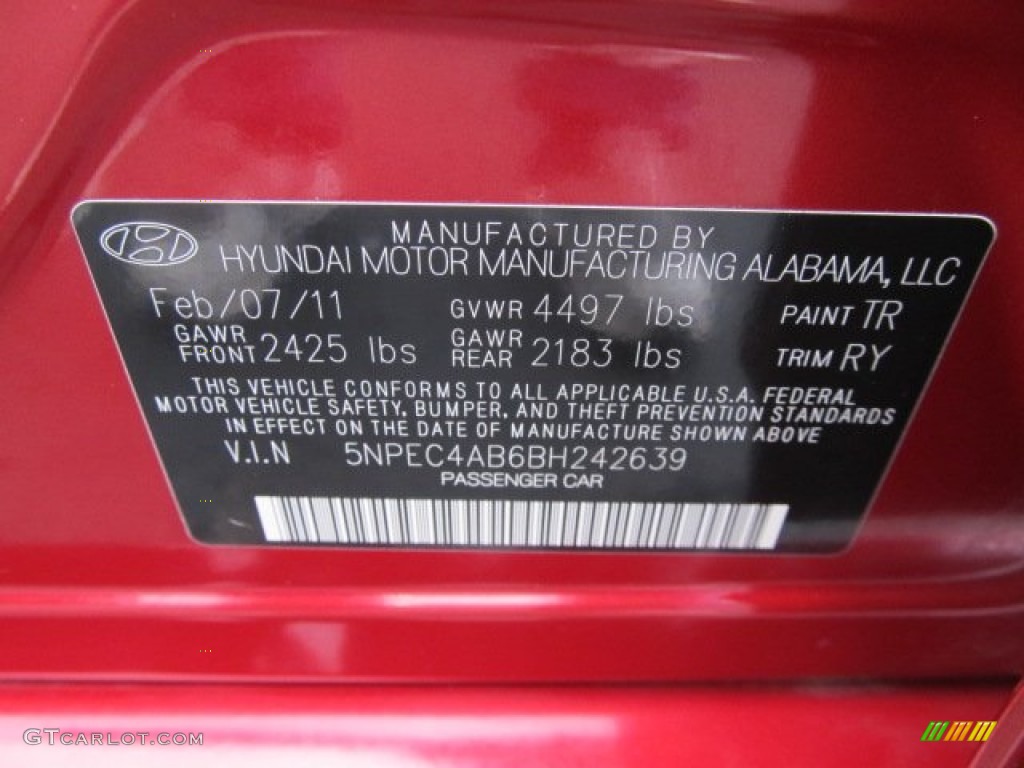 MANUFACTURED BY
HYUNDAI MOTOR MANUFACTURING ALABAMA, LLC
Feb/07/11 GVWR 4497 lbs PAINT TR
GAWR FRONT 2425 lbs GAWR REAR 2183 lbs TRIM RY
THIS VEHICLE CONFORMS TO ALL APPLICABLE U.S.A. FEDERAL
MOTOR VEHICLE SAFETY, BUMPER, AND THEFT PREVENTION STANDARDS
IN EFFECT ON THE DATE OF MANUFACTURE SHOWN ABOVE
V.I.N 5NPEC4AB6BH242639
PASSENGER CAR
GTCARLOT.COM